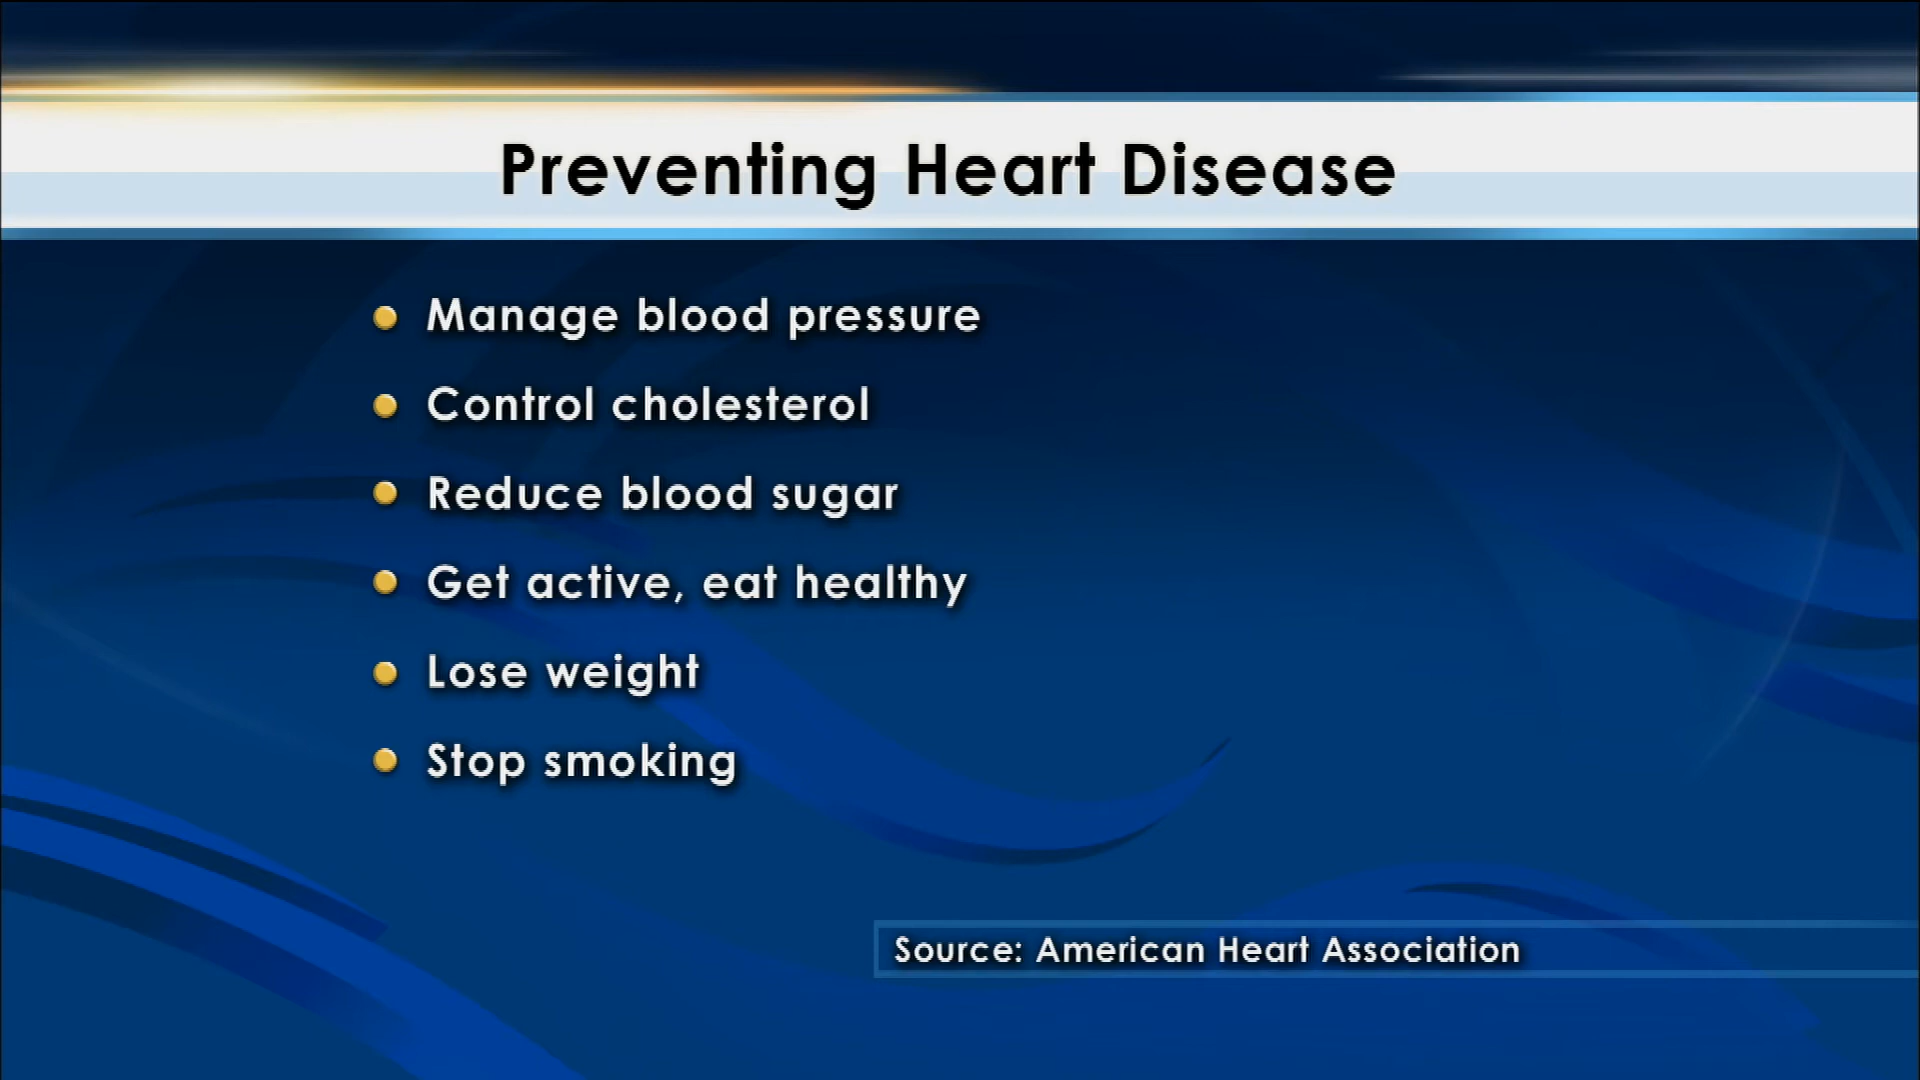 Preventing Heart Disease
Manage blood pressure
Control cholesterol
Reduce blood sugar
Get active, eat healthy
Lose weight
Stop smoking
Source: American Heart Association